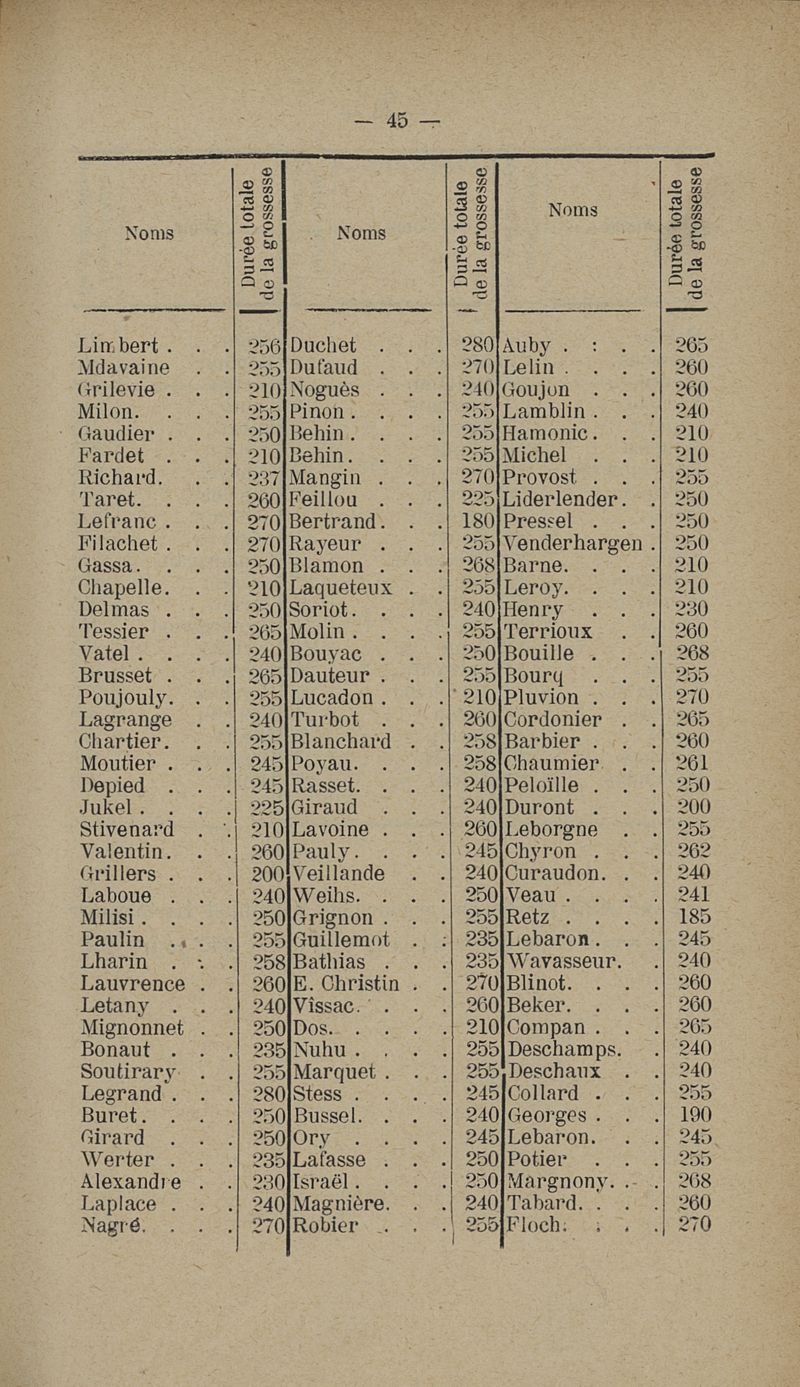 — 45 —
Noms Durée totale de la grossesse Noms Durée totale de la grossesse Noms Durée totale de la grossesse
Limbert . . . 256 Duchet . . . 280 Auby . : . . 265
Mdavaine . . 255 Dufaud . . . 270 Lelin . . . . 260
Grilevie . . . 210 Noguès . . . 240 Goujon . . . 260
Milon. . . . 255 Pinon . . . . 255 Lamblin . . . 240
Gaudier . . . 250 Behin . . . . 255 Hamonic. . . 210
Fardet . . . 210 Behin. . . . 255 Michel . . . 210
Richard. . . 237 Mangin . . . 270 Provost . . . 255
Taret. . . . 260 Feillou . . . 225 Liderlender. . 250
Lefranc . . . 270 Bertrand. . . 180 Pressel . . . 250
Filachet . . . 270 Rayeur . . . 255 Venderhargen . 250
Gassa. . . . 250 Blamon . . . 268 Barne. . . . 210
Chapelle. . . 210 Laqueteux . . 255 Leroy. . . . 210
Delmas . . . 250 Soriot. . . . 240 Henry . . . 230
Tessier . . . 265 Molin . . . . 255 Terrioux . . 260
Vatel . . . . 240 Bouyac . . . 250 Bouille . . . 268
Brusset . . . 265 Dauteur . . . 255 Bourq . . . 255
Poujouly. . . 255 Lucadon . . . 210 Pluvion . . . 270
Lagrange . . 240 Turbot . . . 260 Cordonier . . 265
Chartier. . . 255 Blanchard . . 258 Barbier . . . 260
Moutier . . . 245 Poyau. . . . 258 Chaumier . . 261
Depied . . . 245 Rasset. . . . 240 Peloïlle . . . 250
Jukel . . . . 225 Giraud . . . 240 Duront . . . 200
Stivenard . . 210 Lavoine . . . 260 Leborgne . . 255
Valentin. . . 260 Pauly. . . . 245 Chyron . . . 262
Grillers . . . 200 Veillande . . 240 Curaudon. . . 240
Laboue . . . 240 Weihs. . . . 250 Veau . . . . 241
Milisi . . . . 250 Grignon . . . 255 Retz . . . . 185
Paulin . . . 255 Guillemot . . 235 Lebaron. . . 245
Lharin . . . 258 Bathias . . . 235 Wavasseur. . 240
Lauvrence . . 260 E. Christin . . 270 Blinot. . . . 260
Letany . . . 240 Vissac. . . . 260 Beker. . . . 260
Mignonnet . . 250 Dos. . . . . 210 Compan . . . 265
Bonaut . . . 235 Nuhu . . . . 255 Deschamps. . 240
Soutirary . . 255 Marquet . . . 255 Deschaux . . 240
Legrand . . . 280 Stess . . . . 245 Collard . . . 255
Buret. . . . 250 Bussel. . . . 240 Georges . . . 190
Girard . . . 250 Ory . . . . 245 Lebaron. . . 245
Werter . . . 235 Lafasse . . . 250 Potier . . . 255
Alexandre . . 230 Israël . . . . 250 Margnony. . . 268
Laplace . . . 240 Magnière. . . 240 Tabard. . . . 260
Nagré. . . . 270 Robier . . . 255 Floch. . . . 270